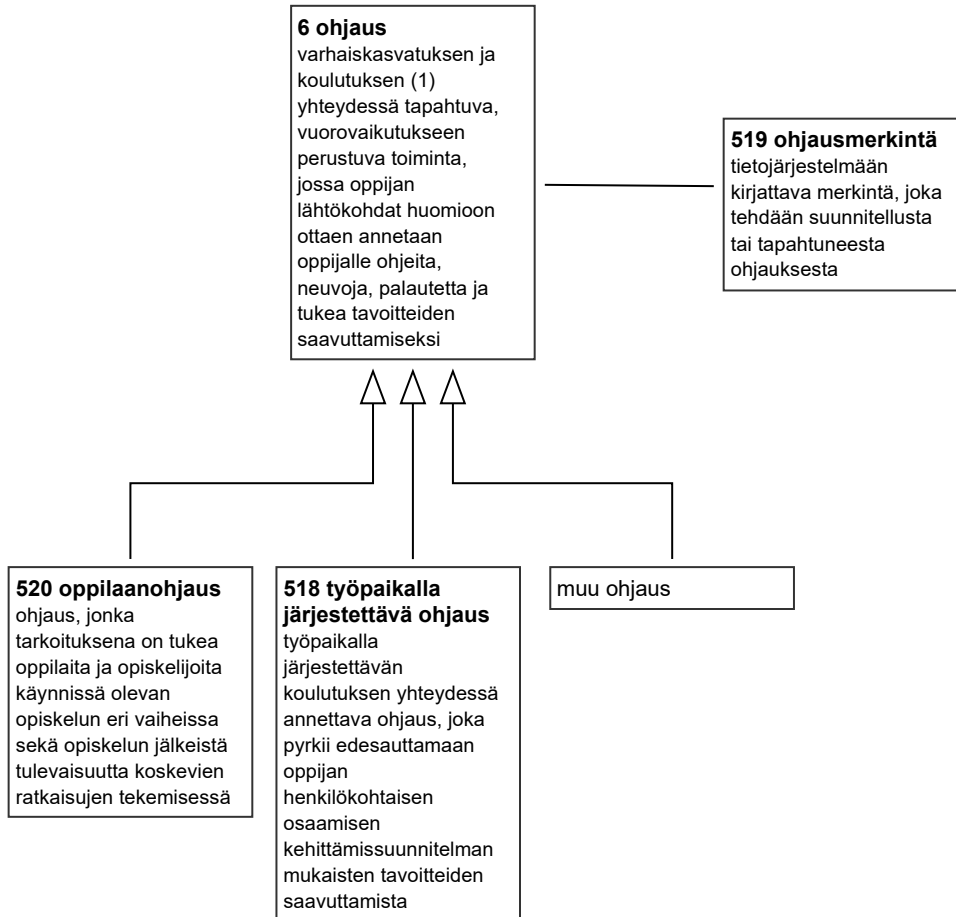 6 ohjaus
varhaiskasvatuksen ja
koulutuksen (1)
yhteydessä tapahtuva,
vuorovaikutukseen
perustuva toiminta,
jossa oppijan
lähtökohdat huomioon
ottaen annetaan
oppijalle ohjeita,
neuvoja, palautetta ja
tukea tavoitteiden
saavuttamiseksi
519 ohjausmerkintä
tietojärjestelmään
kirjattava merkintä, joka
tehdään suunnitellusta
tai tapahtuneesta
ohjauksesta
520 oppilaanohjaus
ohjaus, jonka
tarkoituksena on tukea
oppilaita ja opiskelijoita
käynnissä olevan
opiskelun eri vaiheissa
sekä opiskelun jälkeistä
tulevaisuutta koskevien
ratkaisujen tekemisessä
518 työpaikalla
järjestettävä ohjaus
työpaikalla
järjestettävän
koulutuksen yhteydessä
annettava ohjaus, joka
pyrkii edesauttamaan
oppijan
henkilökohtaisen
osaamisen
kehittämissuunnitelman
mukaisten tavoitteiden
saavuttamista
muu ohjaus